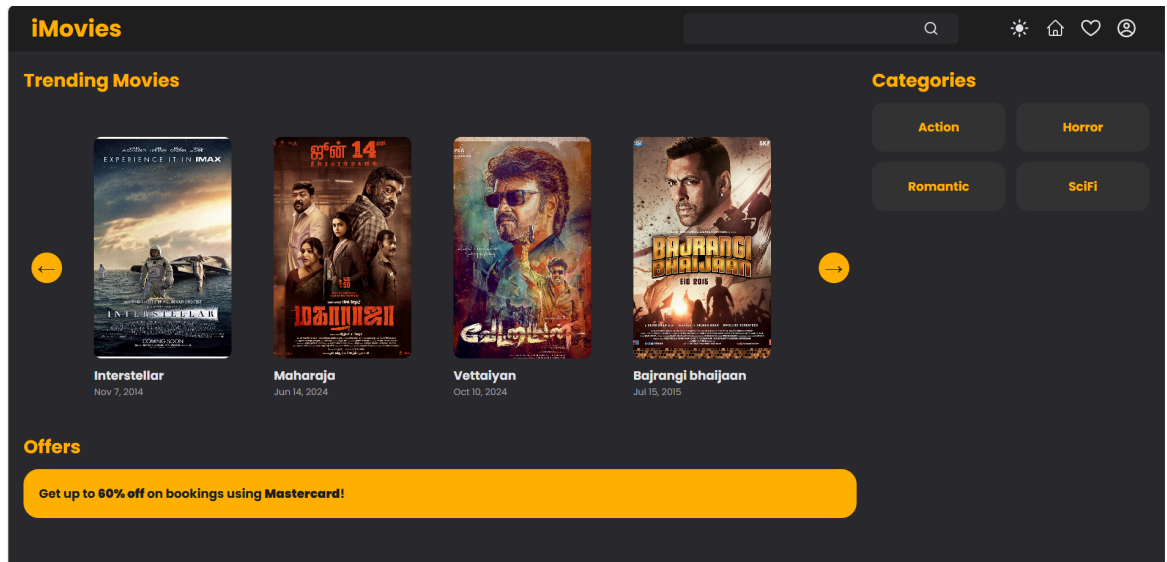 iMovies
Trending Movies
Categories
Action
Horror
Romantic
SciFi
EXPERIENCE IT IN IMAX
INTERSTELLAR
COMING SOON
ஜூன் 14
மகாராஜா
வேட்டையன்
SKF
BAJRANGI
BHAIJAAN
EID 2015
Interstellar
Nov 7, 2014
Maharaja
Jun 14, 2024
Vettaiyan
Oct 10, 2024
Bajrangi bhaijaan
Jul 15, 2015
Offers
Get up to 60% off on bookings using Mastercard!